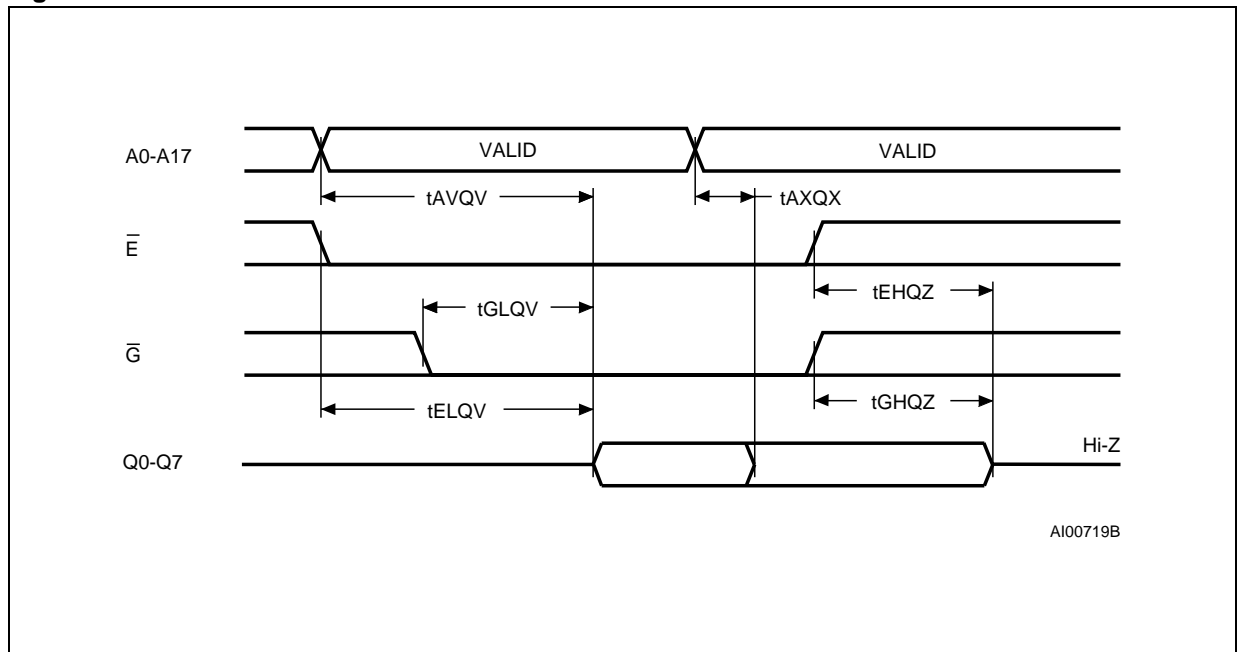 A0-A17
VALID
VALID
tAVQV
tAXQX
E̅
tEHQZ
tGLQV
G̅
tGHQZ
tELQV
Q0-Q7
Hi-Z
AI00719B